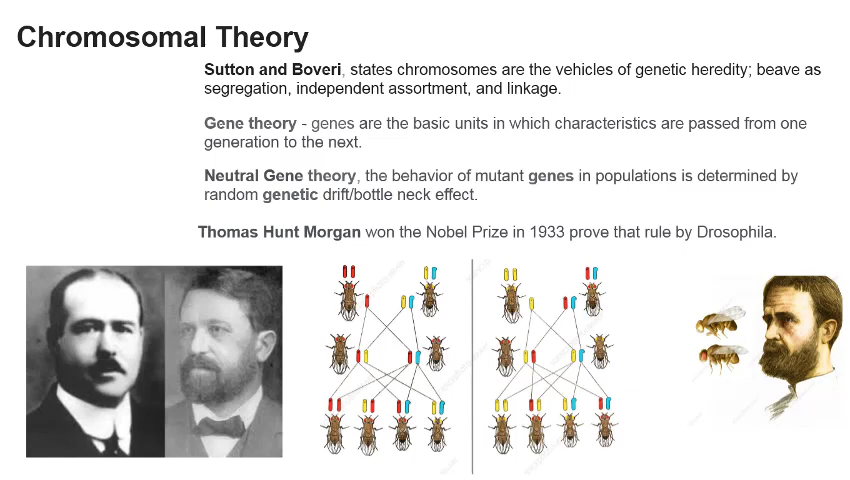 Chromosomal Theory
Sutton and Boveri, states chromosomes are the vehicles of genetic heredity; beave as
segregation, independent assortment, and linkage.
Gene theory - genes are the basic units in which characteristics are passed from one
generation to the next.
Neutral Gene theory, the behavior of mutant genes in populations is determined by
random genetic drift/bottle neck effect.
Thomas Hunt Morgan won the Nobel Prize in 1933 prove that rule by Drosophila.